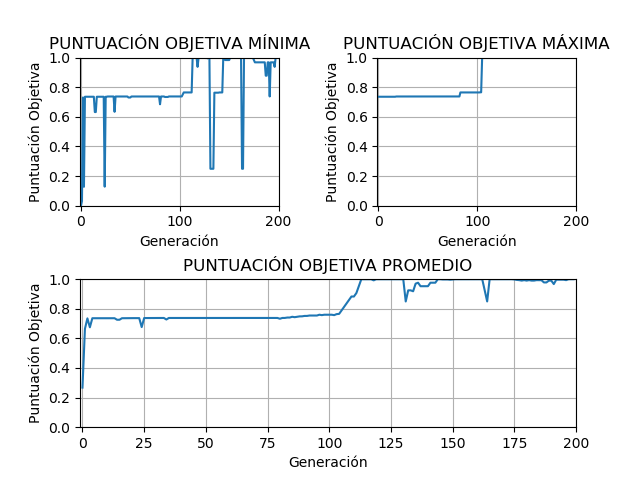 PUNTUACIÓN OBJETIVA MÍNIMA
Puntuación Objetiva
1.0
0.8
0.6
0.4
0.2
0.0
0 100 200
Generación
PUNTUACIÓN OBJETIVA MÁXIMA
Puntuación Objetiva
1.0
0.8
0.6
0.4
0.2
0.0
0 100 200
Generación
PUNTUACIÓN OBJETIVA PROMEDIO
Puntuación Objetiva
1.0
0.8
0.6
0.4
0.2
0.0
0 25 50 75 100 125 150 175 200
Generación